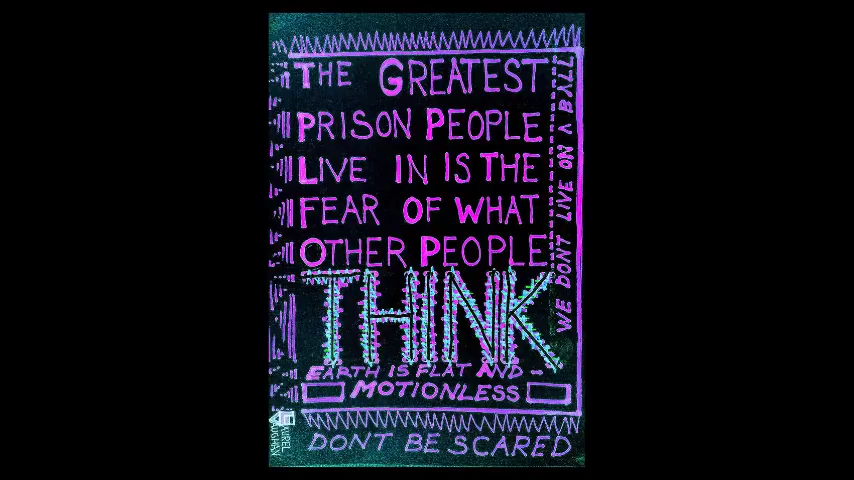 THE GREATEST
PRISON PEOPLE
LIVE IN IS THE
FEAR OF WHAT
OTHER PEOPLE
THINK
EARTH IS FLAT AND -
MOTIONLESS
DONT BE SCARED
WE DONT LIVE ON A BALL